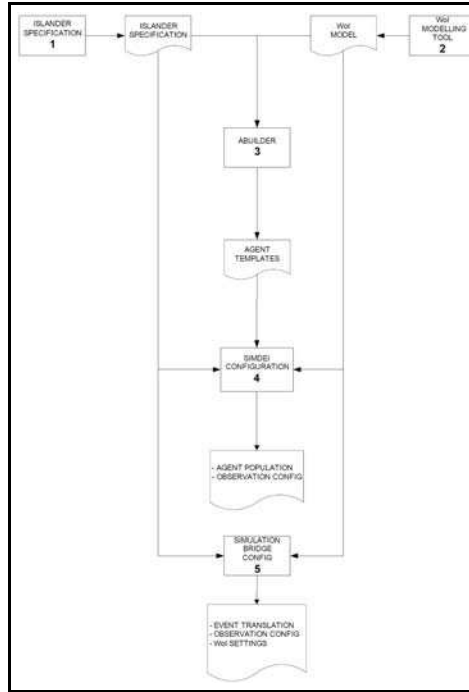 ISLANDER
SPECIFICATION
1
ISLANDER
SPECIFICATION
WoI
MODEL
WoI
MODELLING
TOOL
2
ABUILDER
3
AGENT
TEMPLATES
SIMDEI
CONFIGURATION
4
- AGENT POPULATION
- OBSERVATION CONFIG
SIMULATION
BRIDGE
CONFIG
5
- EVENT TRANSLATION
- OBSERVATION CONFIG
- WoI SETTINGS